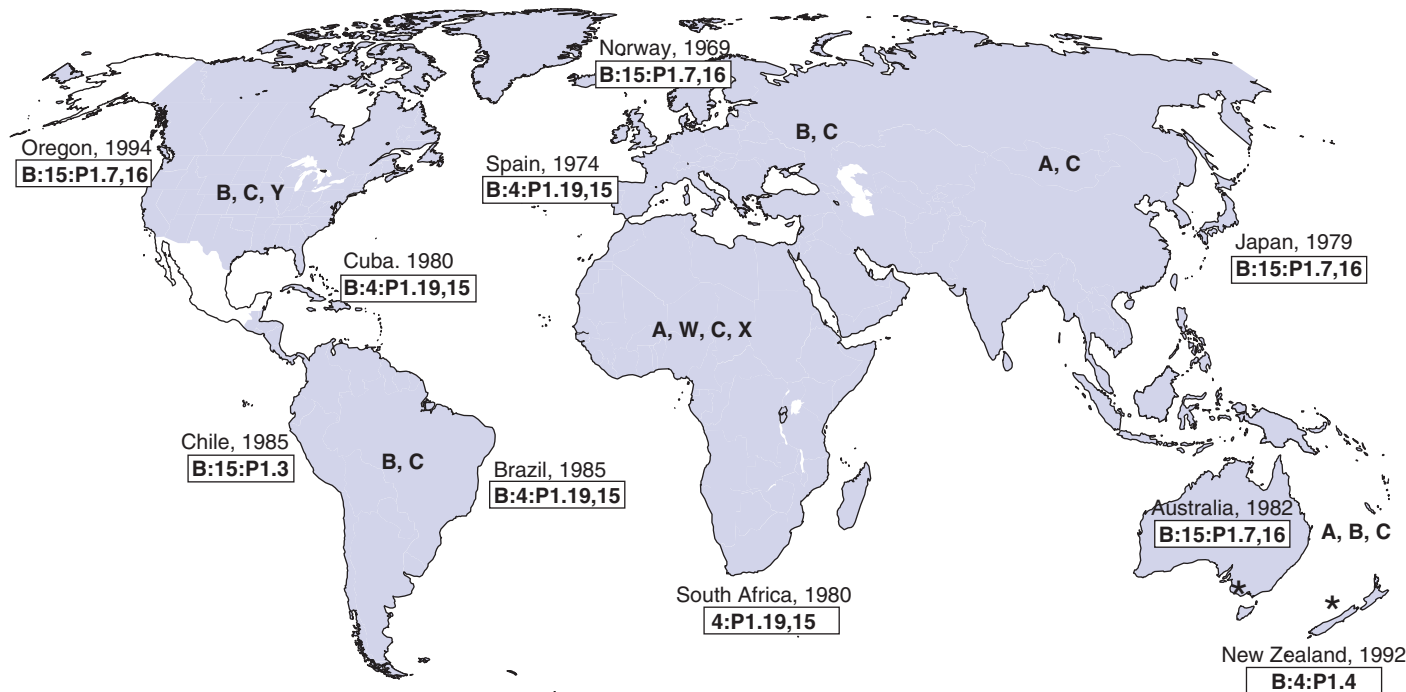 Norway, 1969
B:15:P1.7,16
B, C
Oregon, 1994
B:15:P1.7,16
Spain, 1974
B:4:P1.19,15
A, C
B, C, Y
Japan, 1979
B:15:P1.7,16
Cuba. 1980
B:4:P1.19,15
A, W, C, X
Chile, 1985
B:15:P1.3
B, C
Brazil, 1985
B:4:P1.19,15
Australia, 1982
B:15:P1.7,16
A, B, C
*
*
South Africa, 1980
4:P1.19,15
New Zealand, 1992
B:4:P1.4